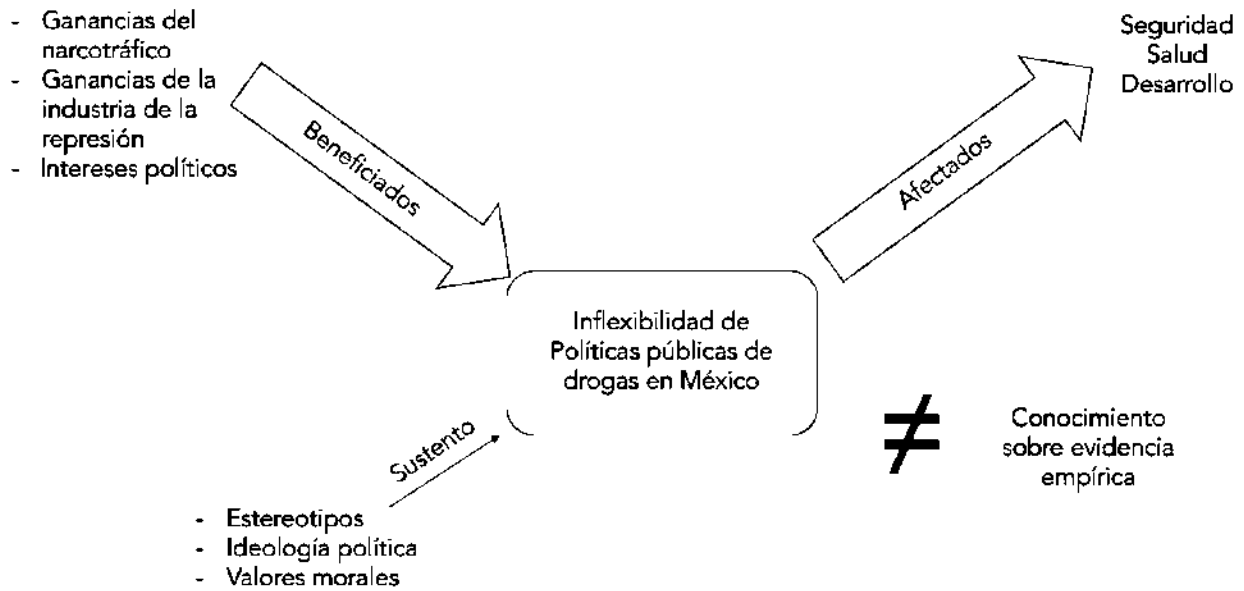 - Ganancias del
narcotráfico
- Ganancias de la
industria de la
represión
- Intereses políticos
Beneficiados
Seguridad
Salud
Desarrollo
Afectados
Inflexibilidad de
Políticas públicas de
drogas en México
Sustento
- Estereotipos
- Ideología política
- Valores morales
≠
Conocimiento
sobre evidencia
empírica